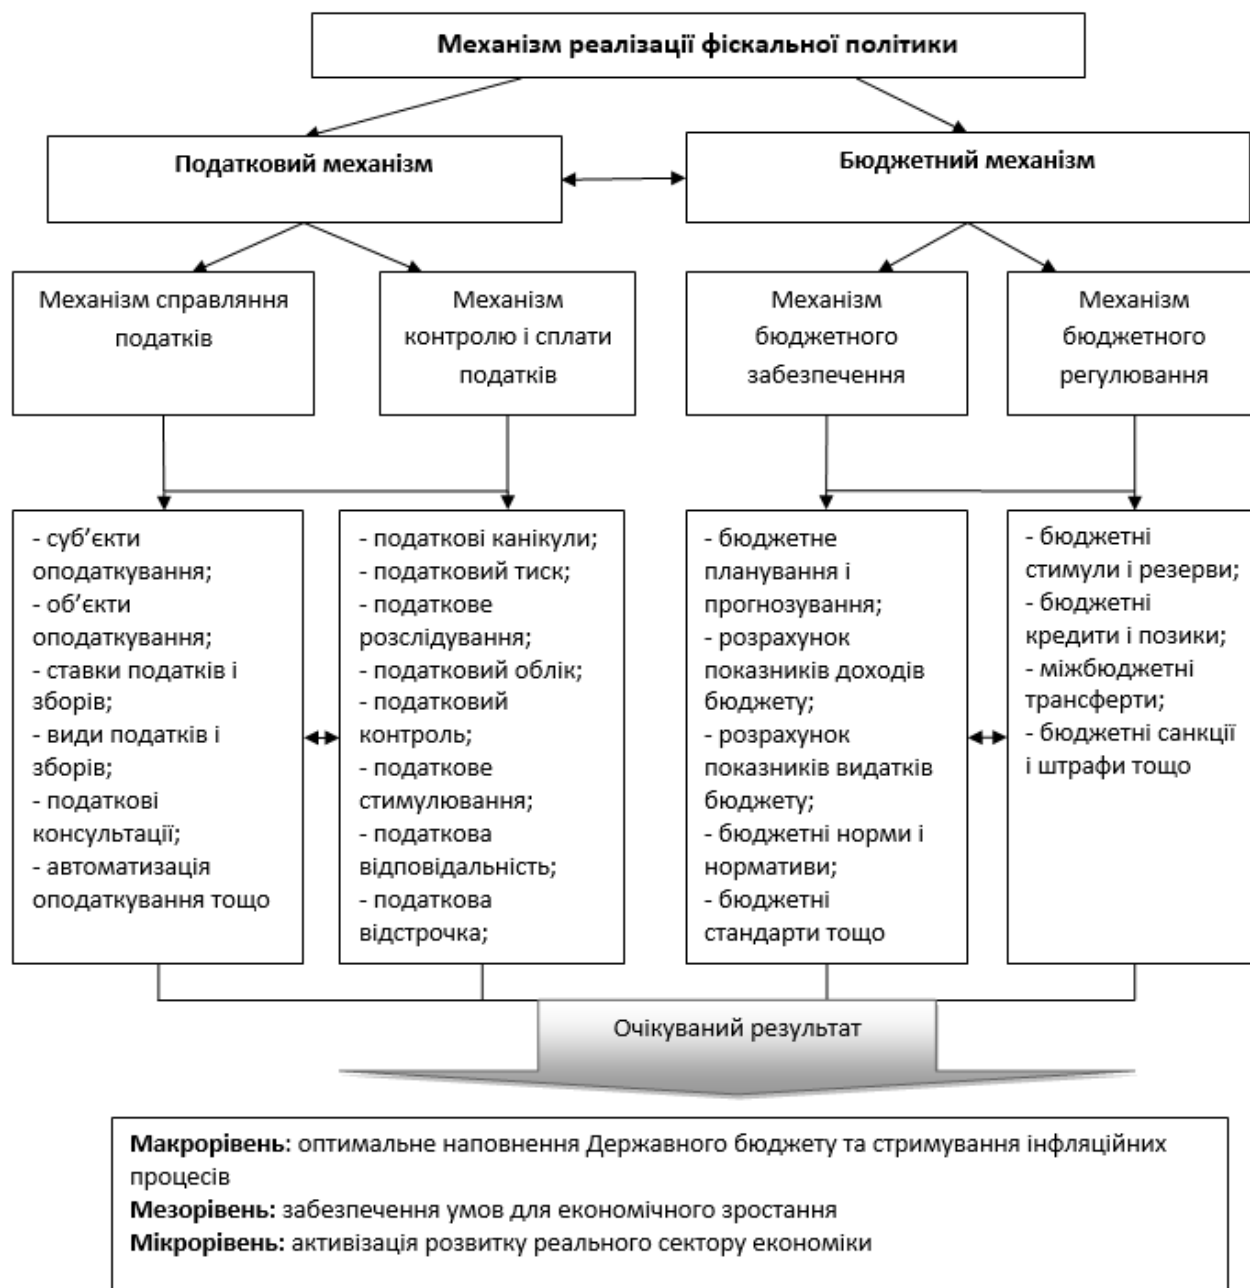 Механізм реалізації фіскальної політики
Податковий механізм
Бюджетний механізм
Механізм справляння
податків
Механізм
контролю і сплати
податків
Механізм
бюджетного
забезпечення
Механізм
бюджетного
регулювання
- суб’єкти
оподаткування;
- об’єкти
оподаткування;
- ставки податків і
зборів;
- види податків і
зборів;
- податкові
консультації;
- автоматизація
оподаткування тощо
- податкові канікули;
- податковий тиск;
- податкове
розслідування;
- податковий облік;
- податковий
контроль;
- податкове
стимулювання;
- податкова
відповідальність;
- податкова
відстрочка;
- бюджетне
планування і
прогнозування;
- розрахунок
показників доходів
бюджету;
- розрахунок
показників видатків
бюджету;
- бюджетні норми і
нормативи;
- бюджетні
стандарти тощо
- бюджетні
стимули і резерви;
- бюджетні
кредити і позики;
- міжбюджетні
трансферти;
- бюджетні санкції
і штрафи тощо
Очікуваний результат
Макрорівень: оптимальне наповнення Державного бюджету та стримування інфляційних
процесів
Мезорівень: забезпечення умов для економічного зростання
Мікрорівень: активізація розвитку реального сектору економіки